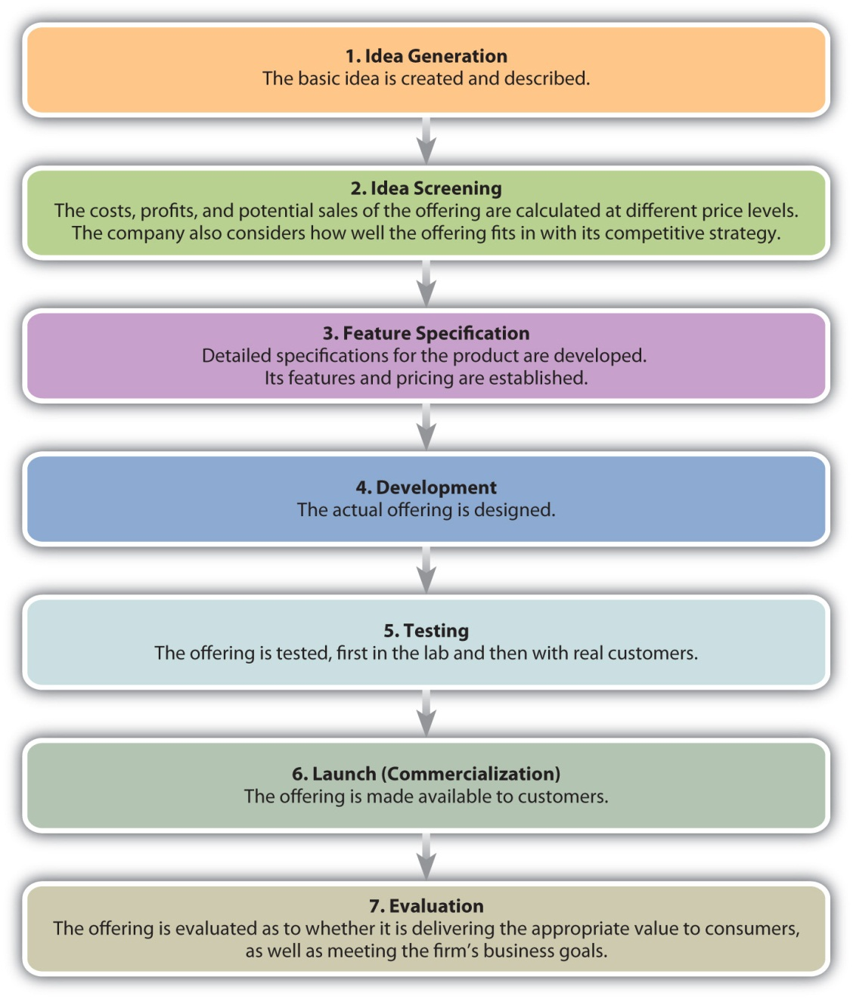 1. Idea Generation
The basic idea is created and described.
2. Idea Screening
The costs, profits, and potential sales of the offering are calculated at different price levels.
The company also considers how well the offering fits in with its competitive strategy.
3. Feature Specification
Detailed specifications for the product are developed.
Its features and pricing are established.
4. Development
The actual offering is designed.
5. Testing
The offering is tested, first in the lab and then with real customers.
6. Launch (Commercialization)
The offering is made available to customers.
7. Evaluation
The offering is evaluated as to whether it is delivering the appropriate value to consumers,
as well as meeting the firm’s business goals.